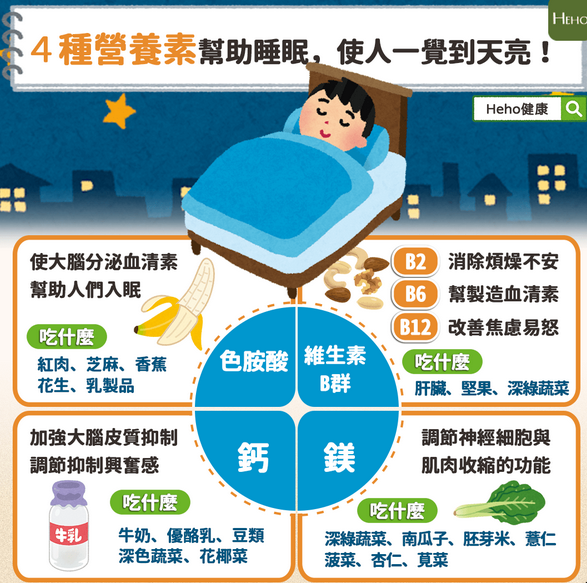 4種營養素幫助睡眠，使人一覺到天亮！
HEHO
Heho健康
使大腦分泌血清素
幫助人們入眠
吃什麼
紅肉、芝麻、香蕉
花生、乳製品
色胺酸
B2 消除煩燥不安
B6 幫製造血清素
B12 改善焦慮易怒
吃什麼
肝臟、堅果、深綠蔬菜
維生素
B群
加強大腦皮質抑制
調節抑制興奮感
吃什麼
牛乳
牛奶、優酪乳、豆類
深色蔬菜、花椰菜
鈣
鎂
調節神經細胞與
肌肉收縮的功能
吃什麼
深綠蔬菜、南瓜子、胚芽米、薏仁
菠菜、杏仁、莧菜